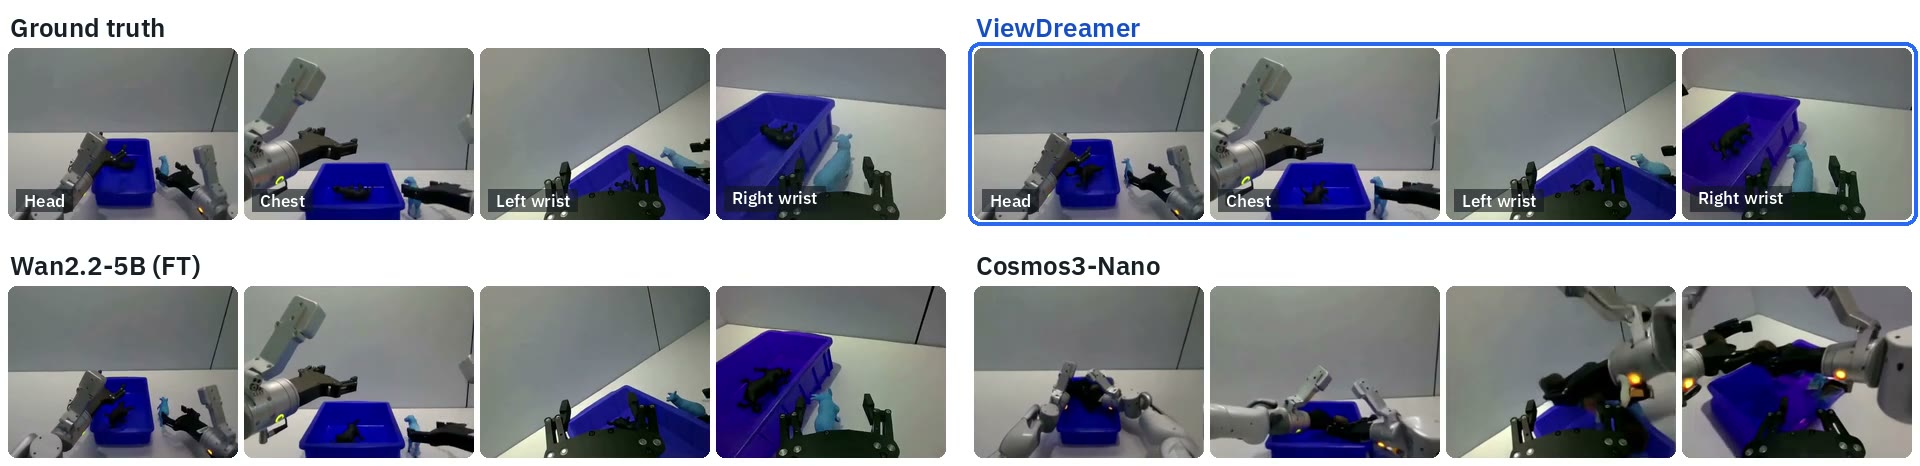 Ground truth
ViewDreamer
Head
Chest
Left wrist
Right wrist
Head
Chest
Left wrist
Right wrist
Wan2.2-5B (FT)
Cosmos3-Nano